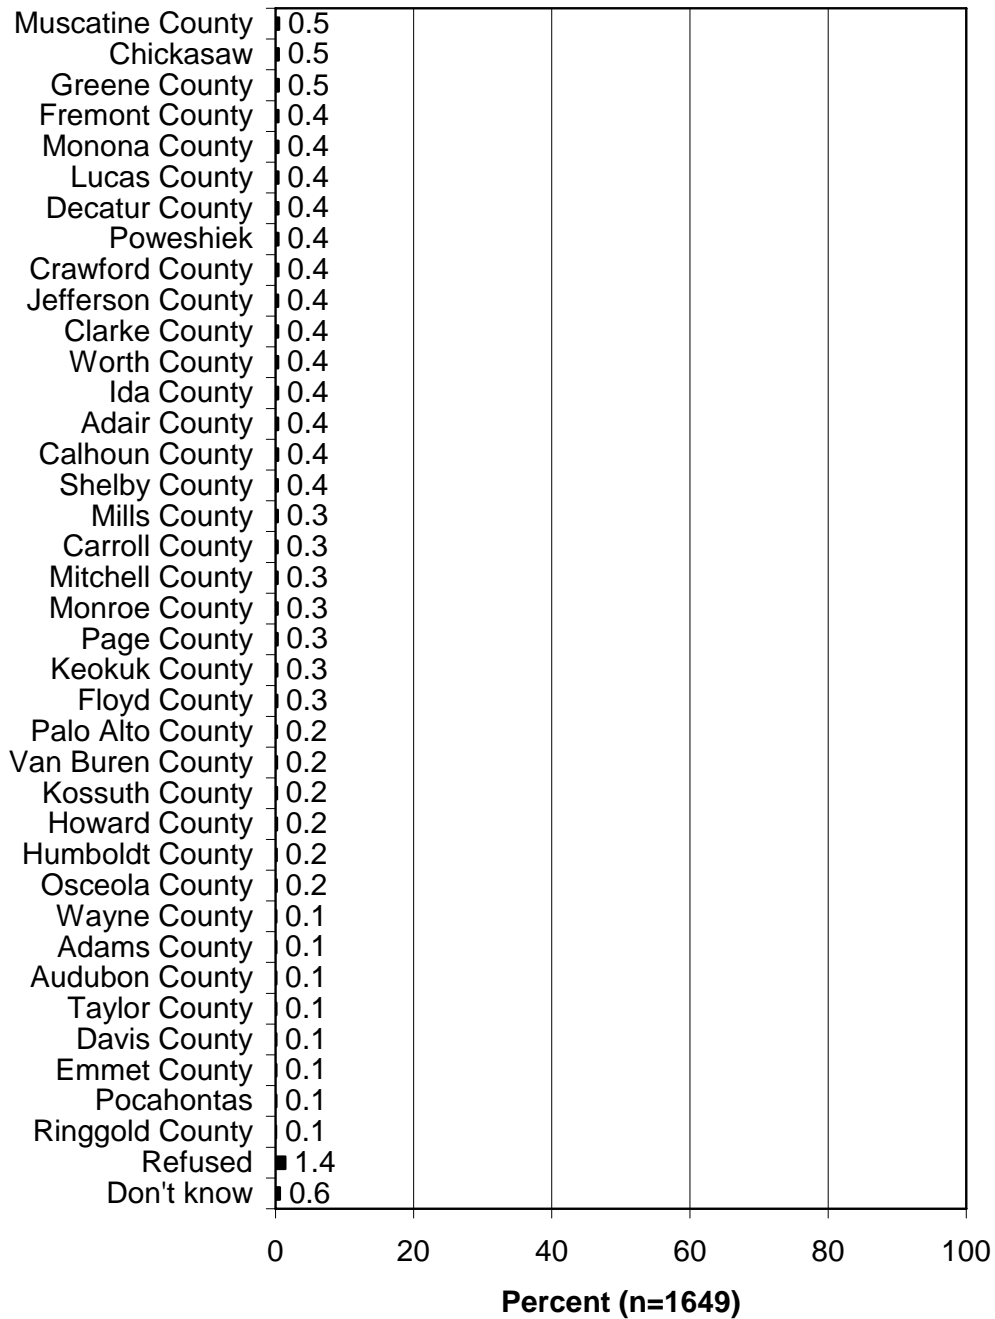 Muscatine County 0.5
Chickasaw 0.5
Greene County 0.5
Fremont County 0.4
Monona County 0.4
Lucas County 0.4
Decatur County 0.4
Poweshiek 0.4
Crawford County 0.4
Jefferson County 0.4
Clarke County 0.4
Worth County 0.4
Ida County 0.4
Adair County 0.4
Calhoun County 0.4
Shelby County 0.4
Mills County 0.3
Carroll County 0.3
Mitchell County 0.3
Monroe County 0.3
Page County 0.3
Keokuk County 0.3
Floyd County 0.3
Palo Alto County 0.2
Van Buren County 0.2
Kossuth County 0.2
Howard County 0.2
Humboldt County 0.2
Osceola County 0.2
Wayne County 0.1
Adams County 0.1
Audubon County 0.1
Taylor County 0.1
Davis County 0.1
Emmet County 0.1
Pocahontas 0.1
Ringgold County 0.1
Refused 1.4
Don't know 0.6
0 20 40 60 80 100
Percent (n=1649)